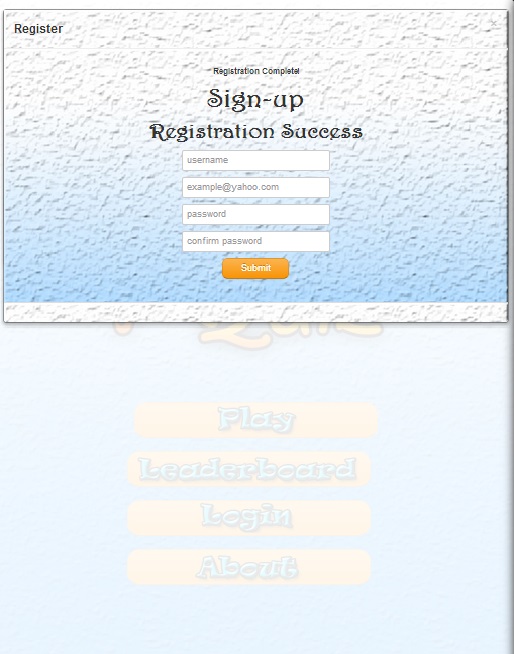 Register
×
Registration Complete!
Sign-up
Registration Success
username
example@yahoo.com
password
confirm password
Submit
Play
Leaderboard
Login
About